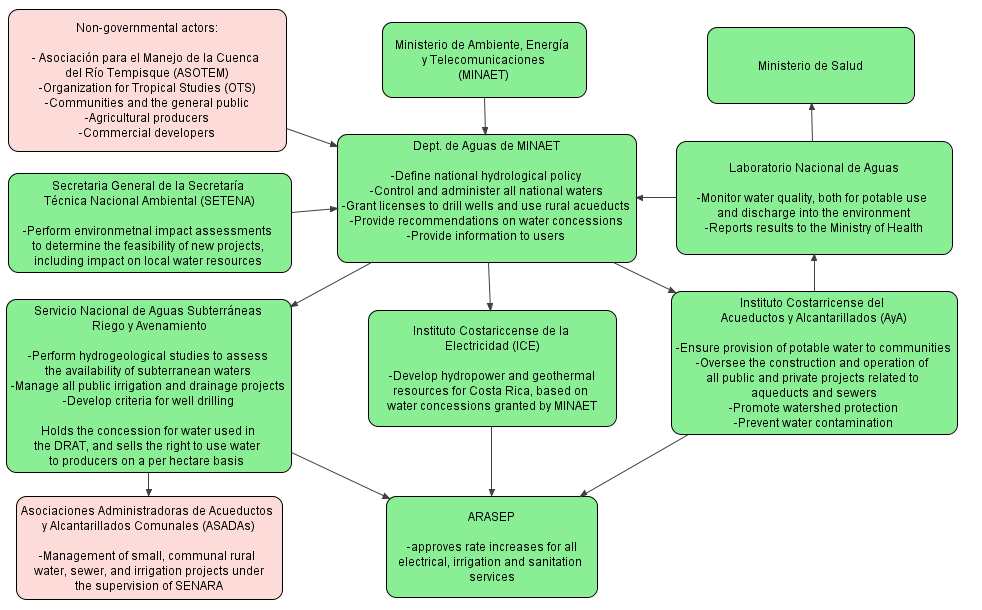 Non-governmental actors:
- Asociación para el Manejo de la Cuenca
del Río Tempisque (ASOTEM)
-Organization for Tropical Studies (OTS)
-Communities and the general public
-Agricultural producers
-Commercial developers
Ministerio de Ambiente, Energía
y Telecomunicaciones
(MINAET)
Ministerio de Salud
Dept. de Aguas de MINAET
-Define national hydrological policy
-Control and administer all national waters
-Grant licenses to drill wells and use rural acueducts
-Provide recommendations on water concessions
-Provide information to users
Laboratorio Nacional de Aguas
-Monitor water quality, both for potable use
and discharge into the environment
-Reports results to the Ministry of Health
Secretaria General de la Secretaría
Técnica Nacional Ambiental (SETENA)
-Perform environmetnal impact assessments
to determine the feasibility of new projects,
including impact on local water resources
Servicio Nacional de Aguas Subterráneas
Riego y Avenamiento
-Perform hydrogeological studies to assess
the availability of subterranean waters
-Manage all public irrigation and drainage projects
-Develop criteria for well drilling
Holds the concession for water used in
the DRAT, and sells the right to use water
to producers on a per hectare basis
Instituto Costariccense de la
Electricidad (ICE)
-Develop hydropower and geothermal
resources for Costa Rica, based on
water concessions granted by MINAET
Instituto Costarricense del
Acueductos y Alcantarillados (AyA)
-Ensure provision of potable water to communities
-Oversee the construction and operation of
all public and private projects related to
aqueducts and sewers
-Promote watershed protection
-Prevent water contamination
Asociaciones Administradoras de Acueductos
y Alcantarillados Comunales (ASADAs)
-Management of small, communal rural
water, sewer, and irrigation projects under
the supervision of SENARA
ARASEP
-approves rate increases for all
electrical, irrigation and sanitation
services